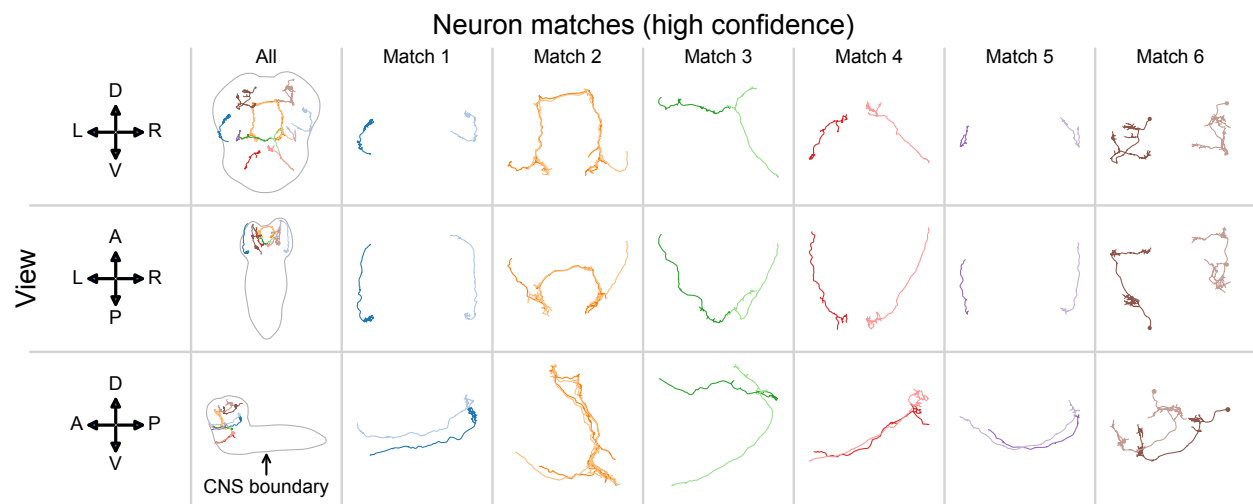 Neuron matches (high confidence)
All
Match 1
Match 2
Match 3
Match 4
Match 5
Match 6
View
D
L R
V
A
L R
P
D
A P
V
CNS boundary